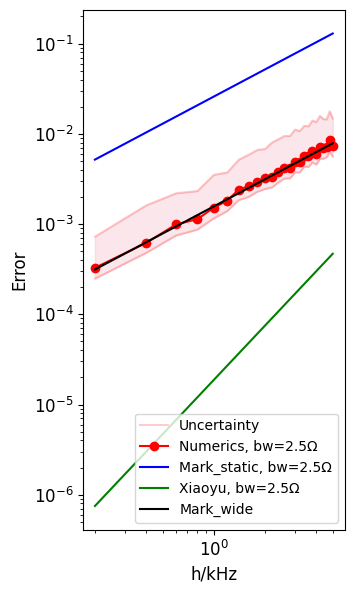 10⁻¹
10⁻²
10⁻³
10⁻⁴
10⁻⁵
10⁻⁶
Error
Uncertainty
Numerics, bw=2.5Ω
Mark_static, bw=2.5Ω
Xiaoyu, bw=2.5Ω
Mark_wide
10⁰
h/kHz